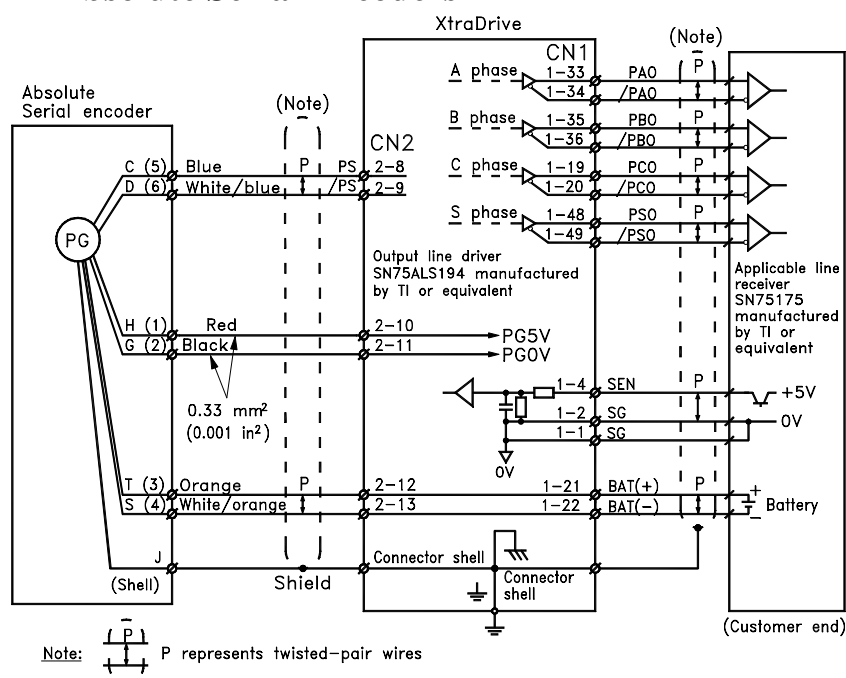 XtraDrive
Absolute
Serial encoder
(Note)
(Note)
CN1
CN2
A phase
1-33
PAO
P
1-34
/PAO
B phase
1-35
PBO
P
1-36
/PBO
C phase
1-19
PCO
P
1-20
/PCO
S phase
1-48
PSO
P
1-49
/PSO
C (5)
Blue
P
PS
2-8
D (6)
White/blue
/PS
2-9
PG
Output line driver
SN75ALS194 manufactured
by TI or equivalent
Applicable line
receiver
SN75175
manufactured
by TI or
equivalent
H (1)
Red
2-10
PG5V
G (2)
Black
2-11
PG0V
0.33 mm²
(0.001 in²)
1-4
SEN
P
+5V
1-2
SG
0V
1-1
SG
0V
T (3)
Orange
P
2-12
1-21
BAT(+)
P
+
S (4)
White/orange
2-13
1-22
BAT(-)
–
Battery
J
(Shell)
Shield
Connector shell
Connector
shell
(Customer end)
Note:
(P)
P represents twisted-pair wires